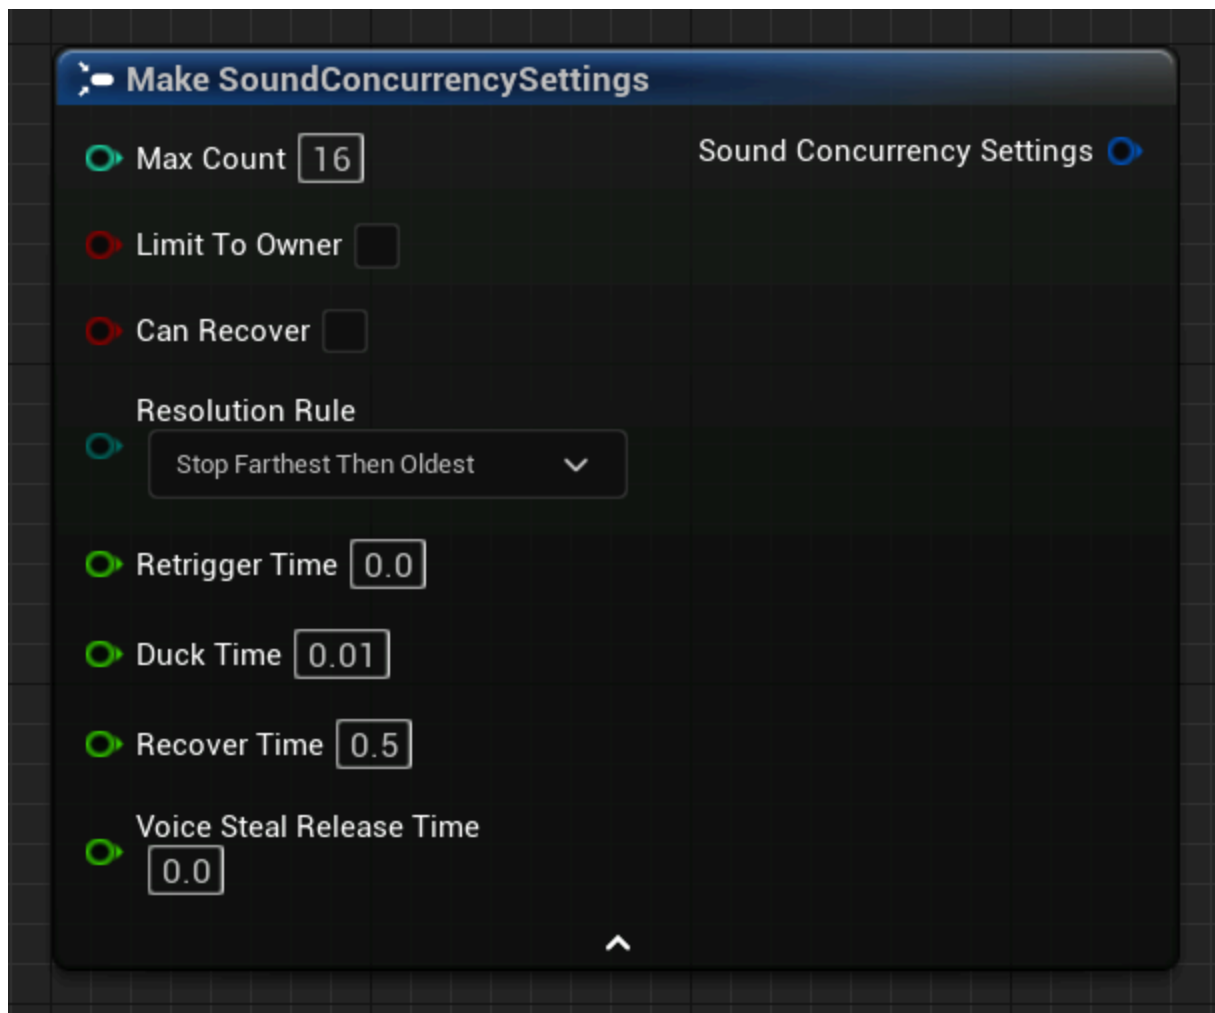 Make SoundConcurrencySettings
Max Count 16
Sound Concurrency Settings
Limit To Owner
Can Recover
Resolution Rule
Stop Farthest Then Oldest
Retrigger Time 0.0
Duck Time 0.01
Recover Time 0.5
Voice Steal Release Time
0.0